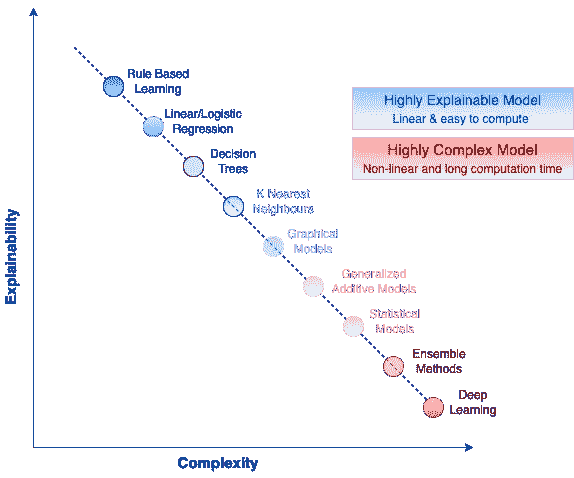 Rule Based
Learning
Linear/Logistic
Regression
Decision
Trees
K Nearest
Neighbours
Graphical
Models
Generalized
Additive Models
Statistical
Models
Ensemble
Methods
Deep
Learning
Highly Explainable Model
Linear & easy to compute
Highly Complex Model
Non-linear and long computation time
Explainability
Complexity